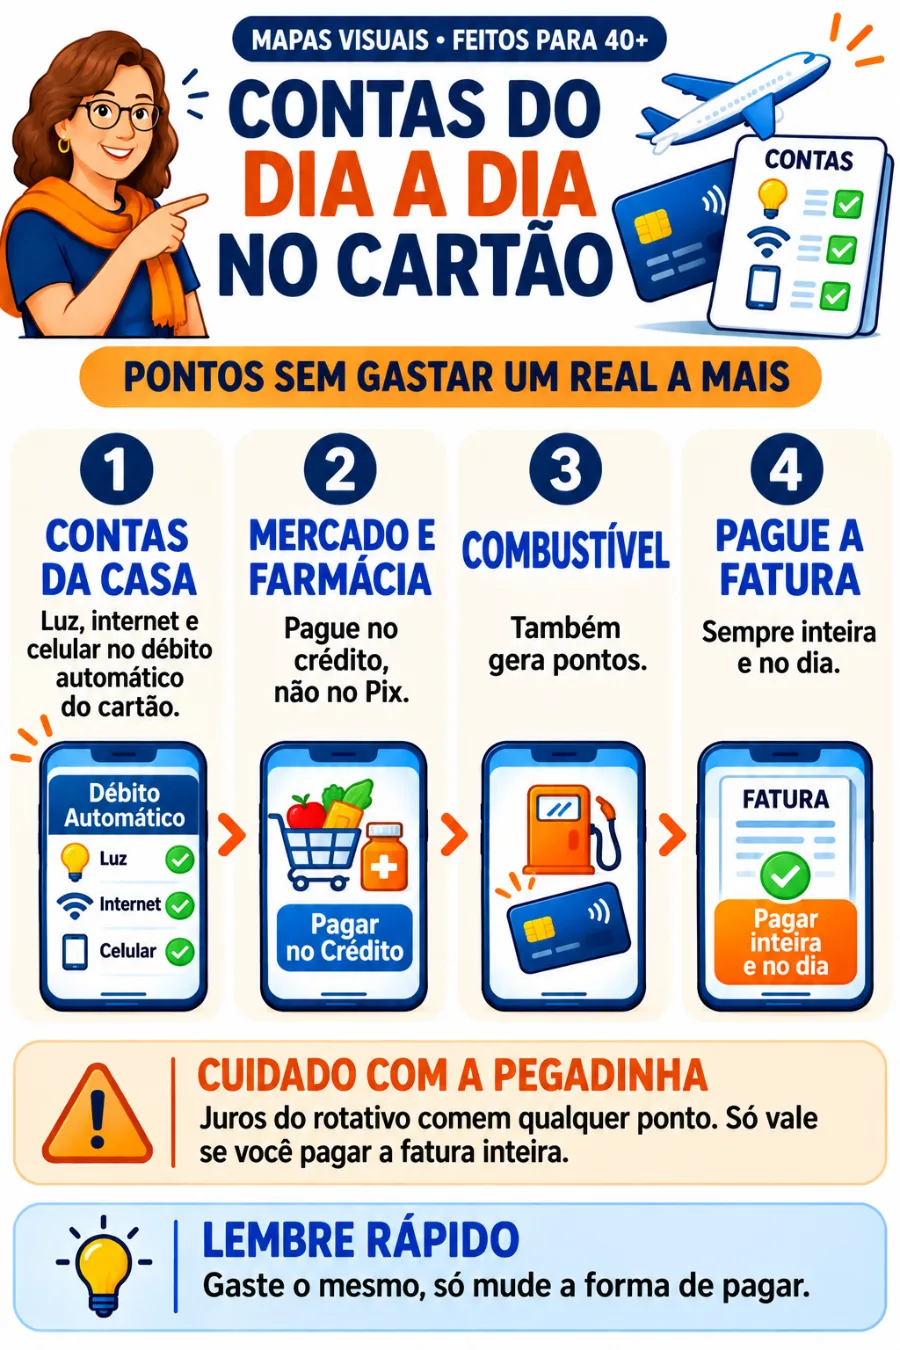 MAPAS VISUAIS • FEITOS PARA 40+
CONTAS DO
DIA A DIA
NO CARTÃO
CONTAS
PONTOS SEM GASTAR UM REAL A MAIS
1
CONTAS
DA CASA
Luz, internet e
celular no débito
automático
do cartão.
Débito
Automático
Luz
Internet
Celular
2
MERCADO E
FARMÁCIA
Pague no
crédito,
não no Pix.
Pagar
no Crédito
3
COMBUSTÍVEL
Também
gera pontos.
4
PAGUE A
FATURA
Sempre inteira
e no dia.
FATURA
Pagar
inteira
e no dia
CUIDADO COM A PEGADINHA
Juros do rotativo comem qualquer ponto. Só vale
se você pagar a fatura inteira.
LEMBRE RÁPIDO
Gaste o mesmo, só mude a forma de pagar.